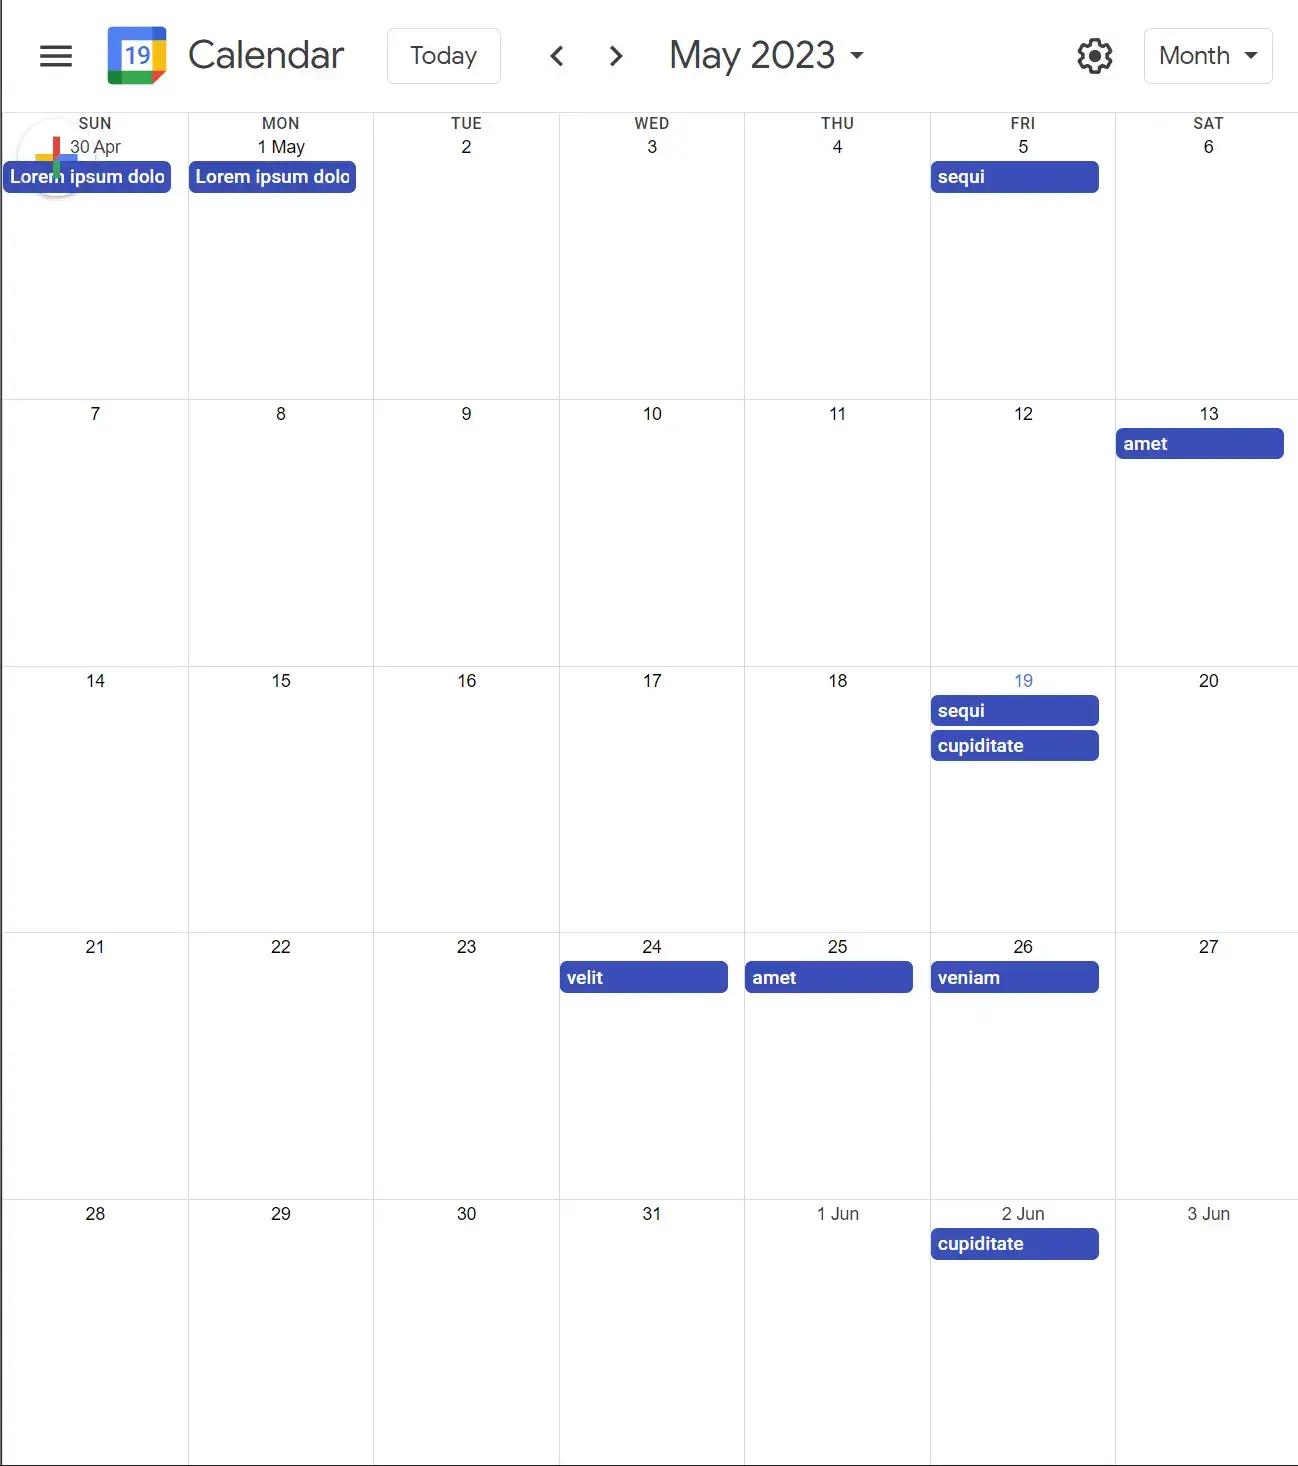 19 Calendar Today May 2023 Month
SUN MON TUE WED THU FRI SAT
30 Apr 1 May 2 3 4 5 6
Lorem ipsum dolo Lorem ipsum dolo sequi
7 8 9 10 11 12 13
amet
14 15 16 17 18 19 20
sequi
cupiditate
21 22 23 24 25 26 27
velit amet veniam
28 29 30 31 1 Jun 2 Jun 3 Jun
cupiditate